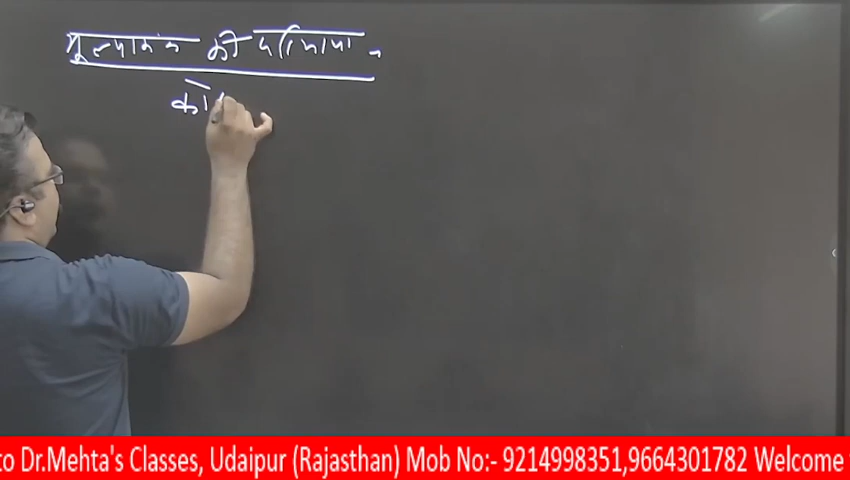 मूल्यांकन की परिभाषा -
to Dr.Mehta's Classes, Udaipur (Rajasthan) Mob No:- 9214998351,9664301782 Welcome